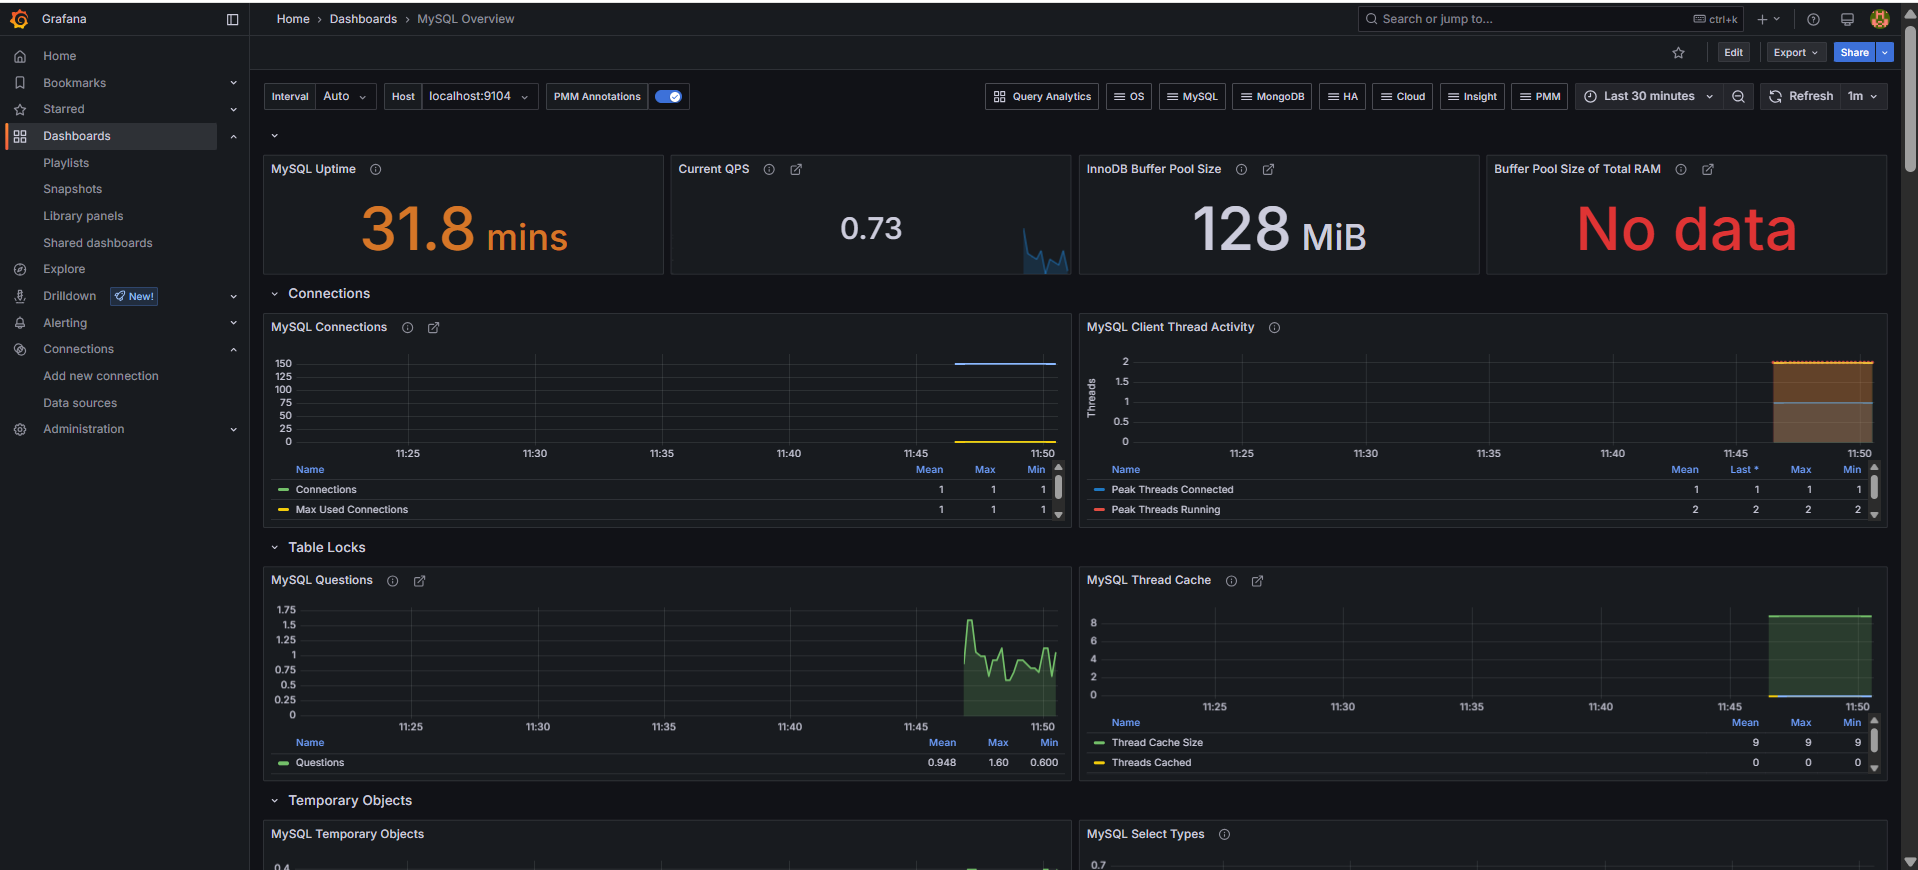 Grafana
Home › Dashboards › MySQL Overview
Search or jump to...
ctrl+k
Edit
Export
Share
Home
Bookmarks
Starred
Dashboards
Playlists
Snapshots
Library panels
Shared dashboards
Explore
Drilldown New!
Alerting
Connections
Add new connection
Data sources
Administration
Interval Auto
Host localhost:9104
PMM Annotations
Query Analytics
OS
MySQL
MongoDB
HA
Cloud
Insight
PMM
Last 30 minutes
Refresh 1m
MySQL Uptime
31.8 mins
Current QPS
0.73
InnoDB Buffer Pool Size
128 MiB
Buffer Pool Size of Total RAM
No data
Connections
MySQL Connections
150
125
100
75
50
25
0
11:25 11:30 11:35 11:40 11:45 11:50
Name Mean Max Min
Connections 1 1 1
Max Used Connections 1 1 1
MySQL Client Thread Activity
Threads
2
1.5
1
0.5
0
11:25 11:30 11:35 11:40 11:45 11:50
Name Mean Last * Max Min
Peak Threads Connected 1 1 1 1
Peak Threads Running 2 2 2 2
Table Locks
MySQL Questions
1.75
1.5
1.25
1
0.75
0.5
0.25
0
11:25 11:30 11:35 11:40 11:45 11:50
Name Mean Max Min
Questions 0.948 1.60 0.600
MySQL Thread Cache
8
6
4
2
0
11:25 11:30 11:35 11:40 11:45 11:50
Name Mean Max Min
Thread Cache Size 9 9 9
Threads Cached 0 0 0
Temporary Objects
MySQL Temporary Objects
0.4
MySQL Select Types
0.7